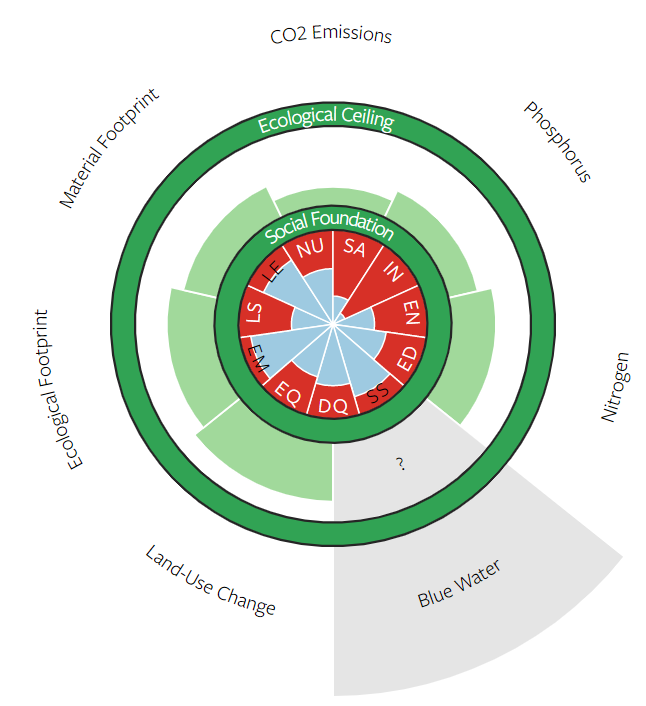 CO2 Emissions
Material Footprint
Phosphorus
Ecological Ceiling
Social Foundation
LE
NU
SA
IN
LS
EN
EM
ED
EQ
DQ
SS
Ecological Footprint
Nitrogen
?
Land-Use Change
Blue Water